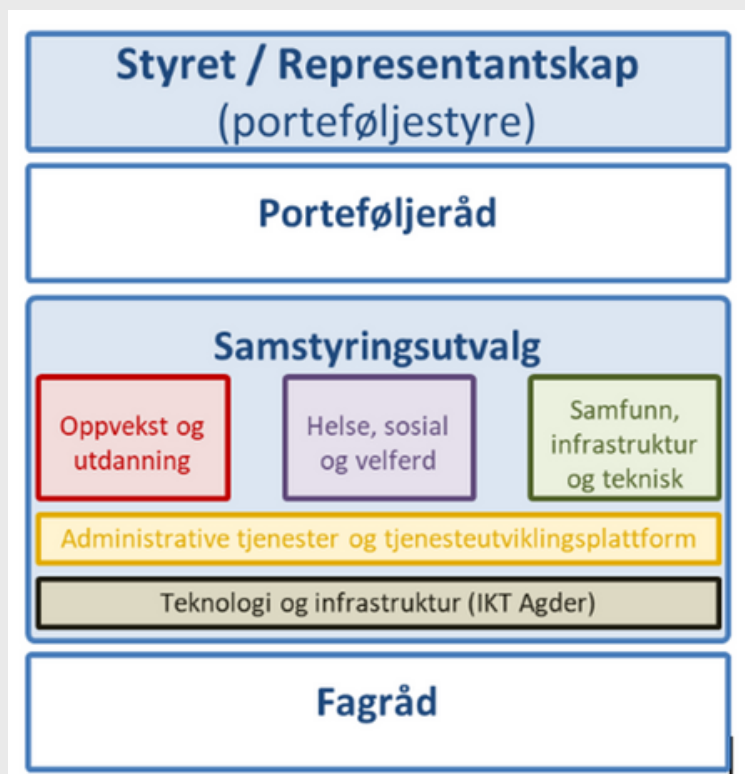 Styret / Representantskap
(porteføljestyre)
Porteføljeråd
Samstyringsutvalg
Oppvekst og
utdanning
Helse, sosial
og velferd
Samfunn,
infrastruktur
og teknisk
Administrative tjenester og tjenesteutviklingsplattform
Teknologi og infrastruktur (IKT Agder)
Fagråd